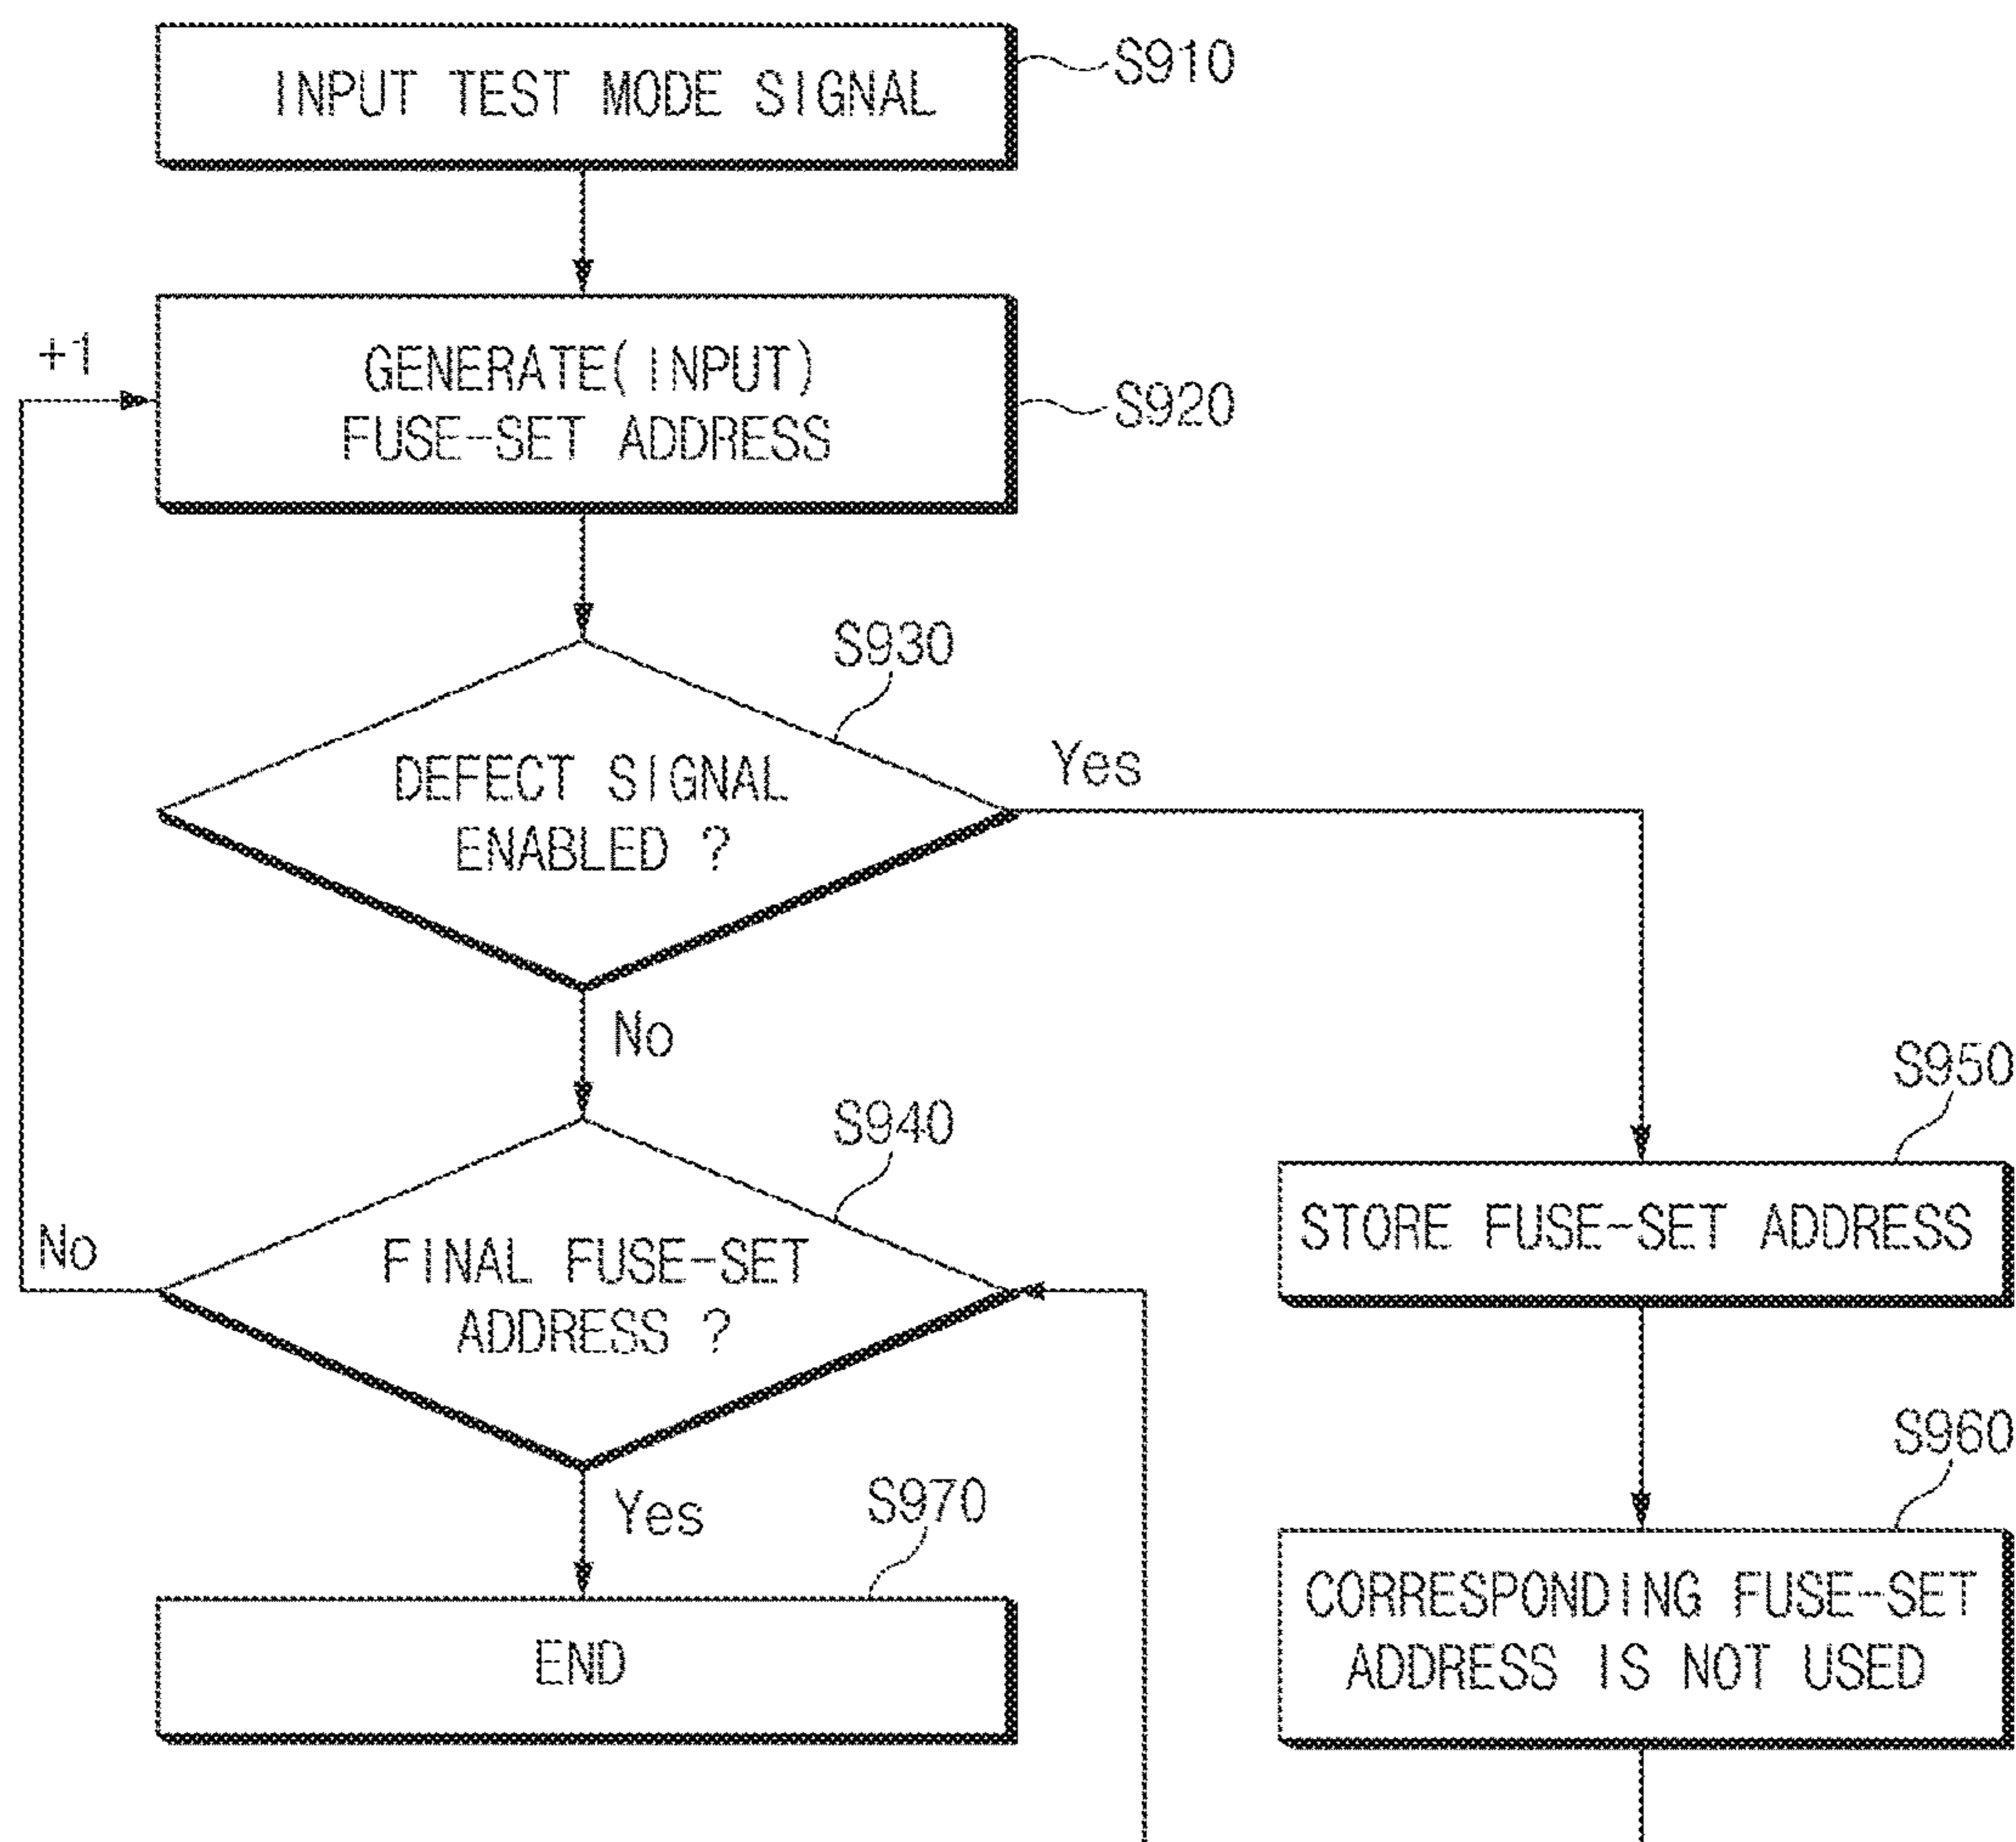 INPUT TEST MODE SIGNAL
S910
+1
GENERATE(INPUT)
FUSE-SET ADDRESS
S920
S930
DEFECT SIGNAL
ENABLED ?
Yes
No
S940
FINAL FUSE-SET
ADDRESS ?
No
Yes
S950
STORE FUSE-SET ADDRESS
S960
CORRESPONDING FUSE-SET
ADDRESS IS NOT USED
S970
END